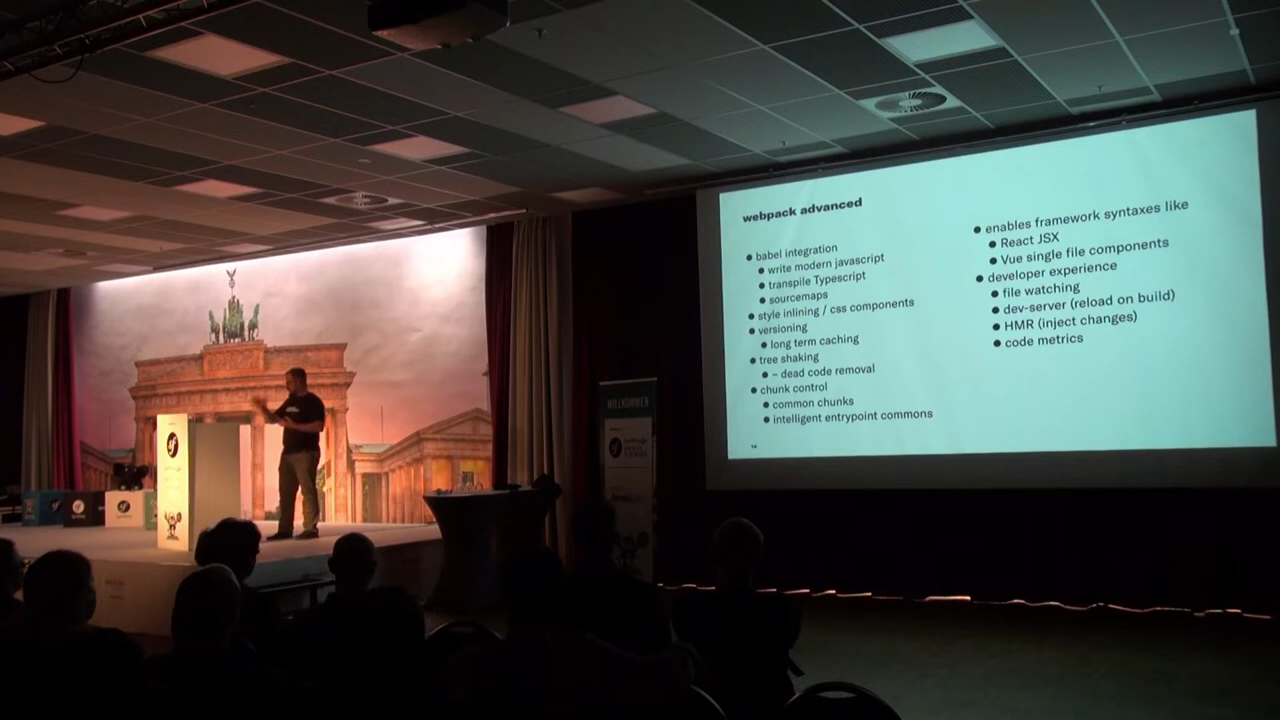 webpack advanced
● babel integration
● write modern javascript
● transpile Typescript
● sourcemaps
● style inlining / css components
● versioning
● long term caching
● tree shaking
● ~ dead code removal
● chunk control
● common chunks
● intelligent entrypoint commons
● enables framework syntaxes like
● React JSX
● Vue single file components
● developer experience
● file watching
● dev-server (reload on build)
● HMR (inject changes)
● code metrics
WILLKOMMEN
sf